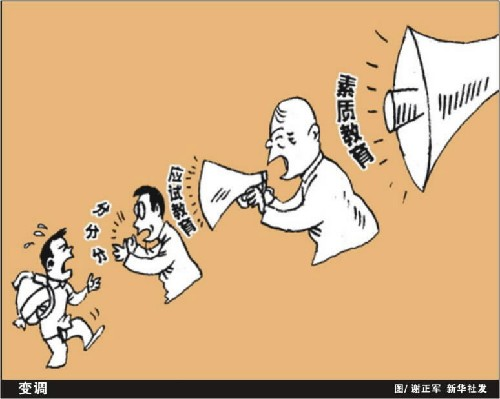 素质教育
应试教育
分分分
变调
图/谢正军 新华社发